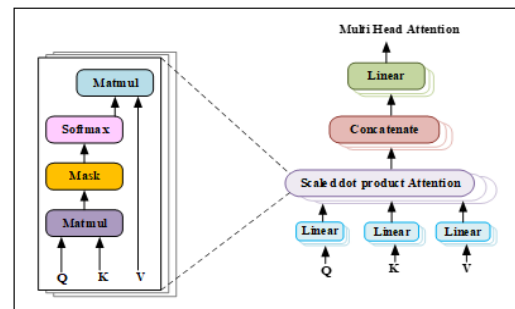 Multi Head Attention
Linear
Concatenate
Scaled dot product Attention
Linear Linear Linear
Q K V
Matmul
Softmax
Mask
Matmul
Q K V